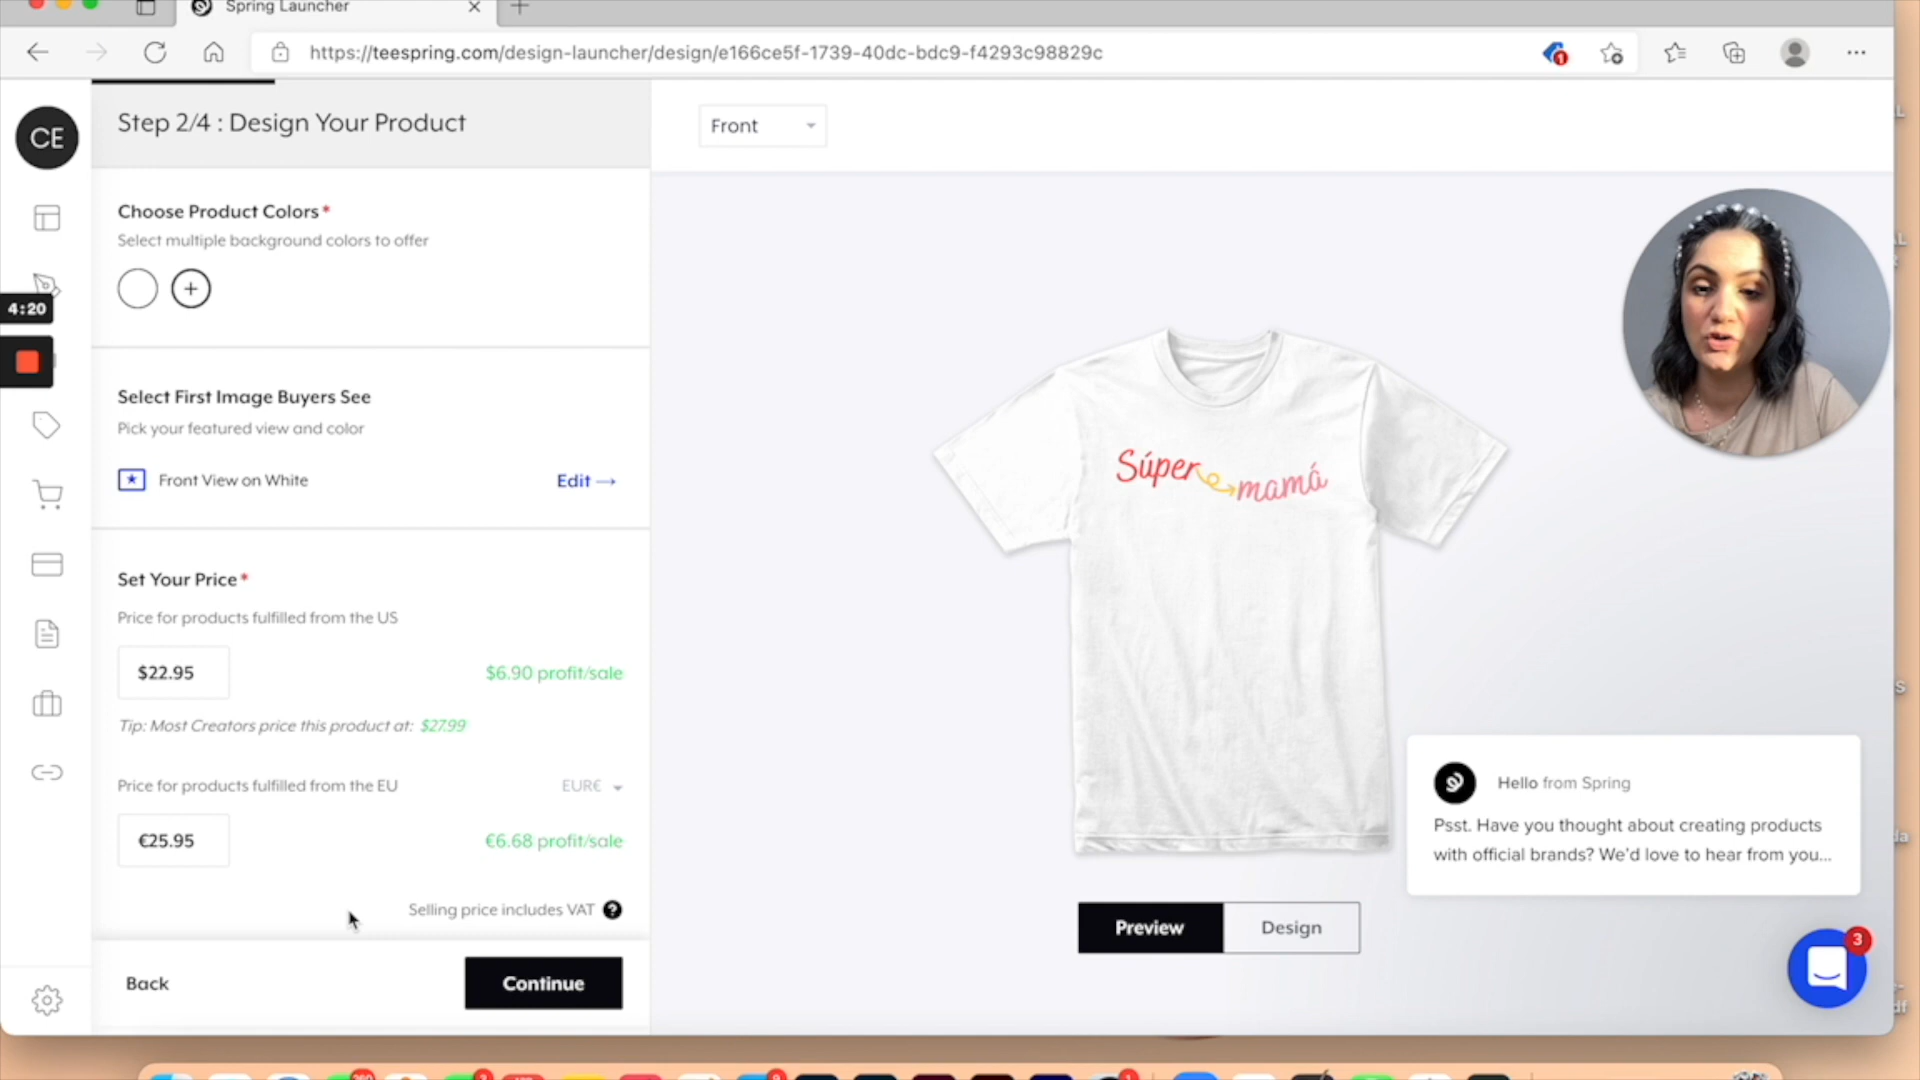 Spring Launcher
https://teespring.com/design-launcher/design/e166ce5f-1739-40dc-bdc9-f4293c98829c
1
CE
4:20
Step 2/4 : Design Your Product
Choose Product Colors*
Select multiple background colors to offer
Select First Image Buyers See
Pick your featured view and color
Front View on White
Edit →
Set Your Price*
Price for products fulfilled from the US
$22.95
$6.90 profit/sale
Tip: Most Creators price this product at: $27.99
Price for products fulfilled from the EU
EUR€
€25.95
€6.68 profit/sale
Selling price includes VAT ?
Back
Continue
Front
Súper mamá
Preview
Design
Hello from Spring
Psst. Have you thought about creating products
with official brands? We'd love to hear from you...
3